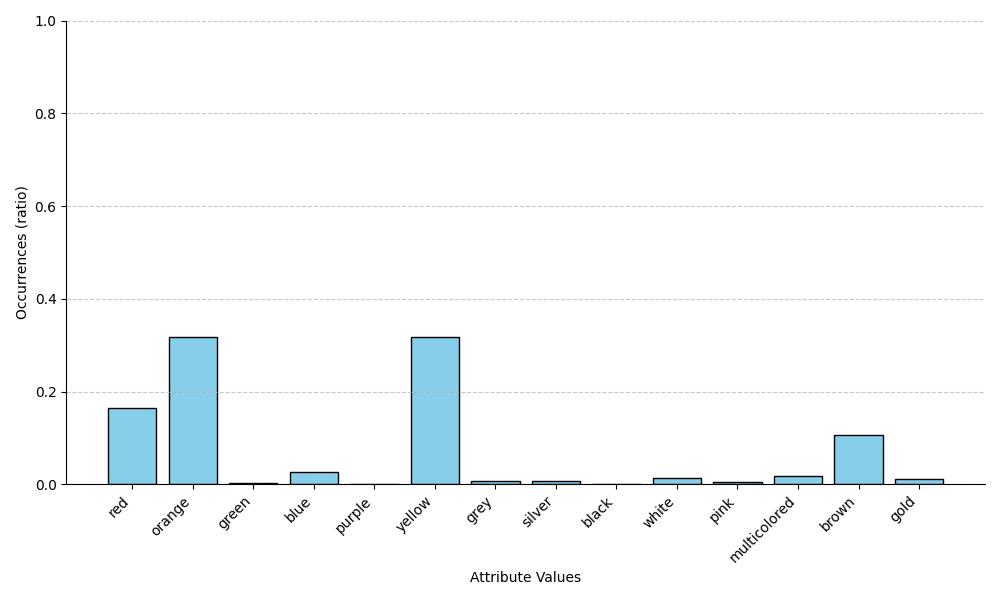 1.0
0.8
0.6
0.4
0.2
0.0
Occurrences (ratio)
red
orange
green
blue
purple
yellow
grey
silver
black
white
pink
multicolored
brown
gold
Attribute Values